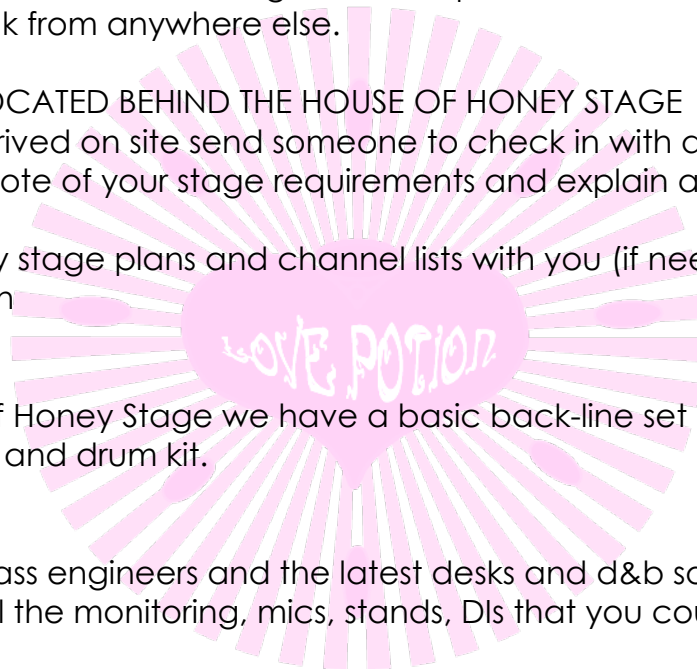 k from anywhere else.
OCATED BEHIND THE HOUSE OF HONEY STAGE
rived on site send someone to check in with
ote of your stage requirements and explain a
y stage plans and channel lists with you (if nee
LOVE POTION
f Honey Stage we have a basic back-line set
and drum kit.
ass engineers and the latest desks and d&b so
l the monitoring, mics, stands, DIs that you cou